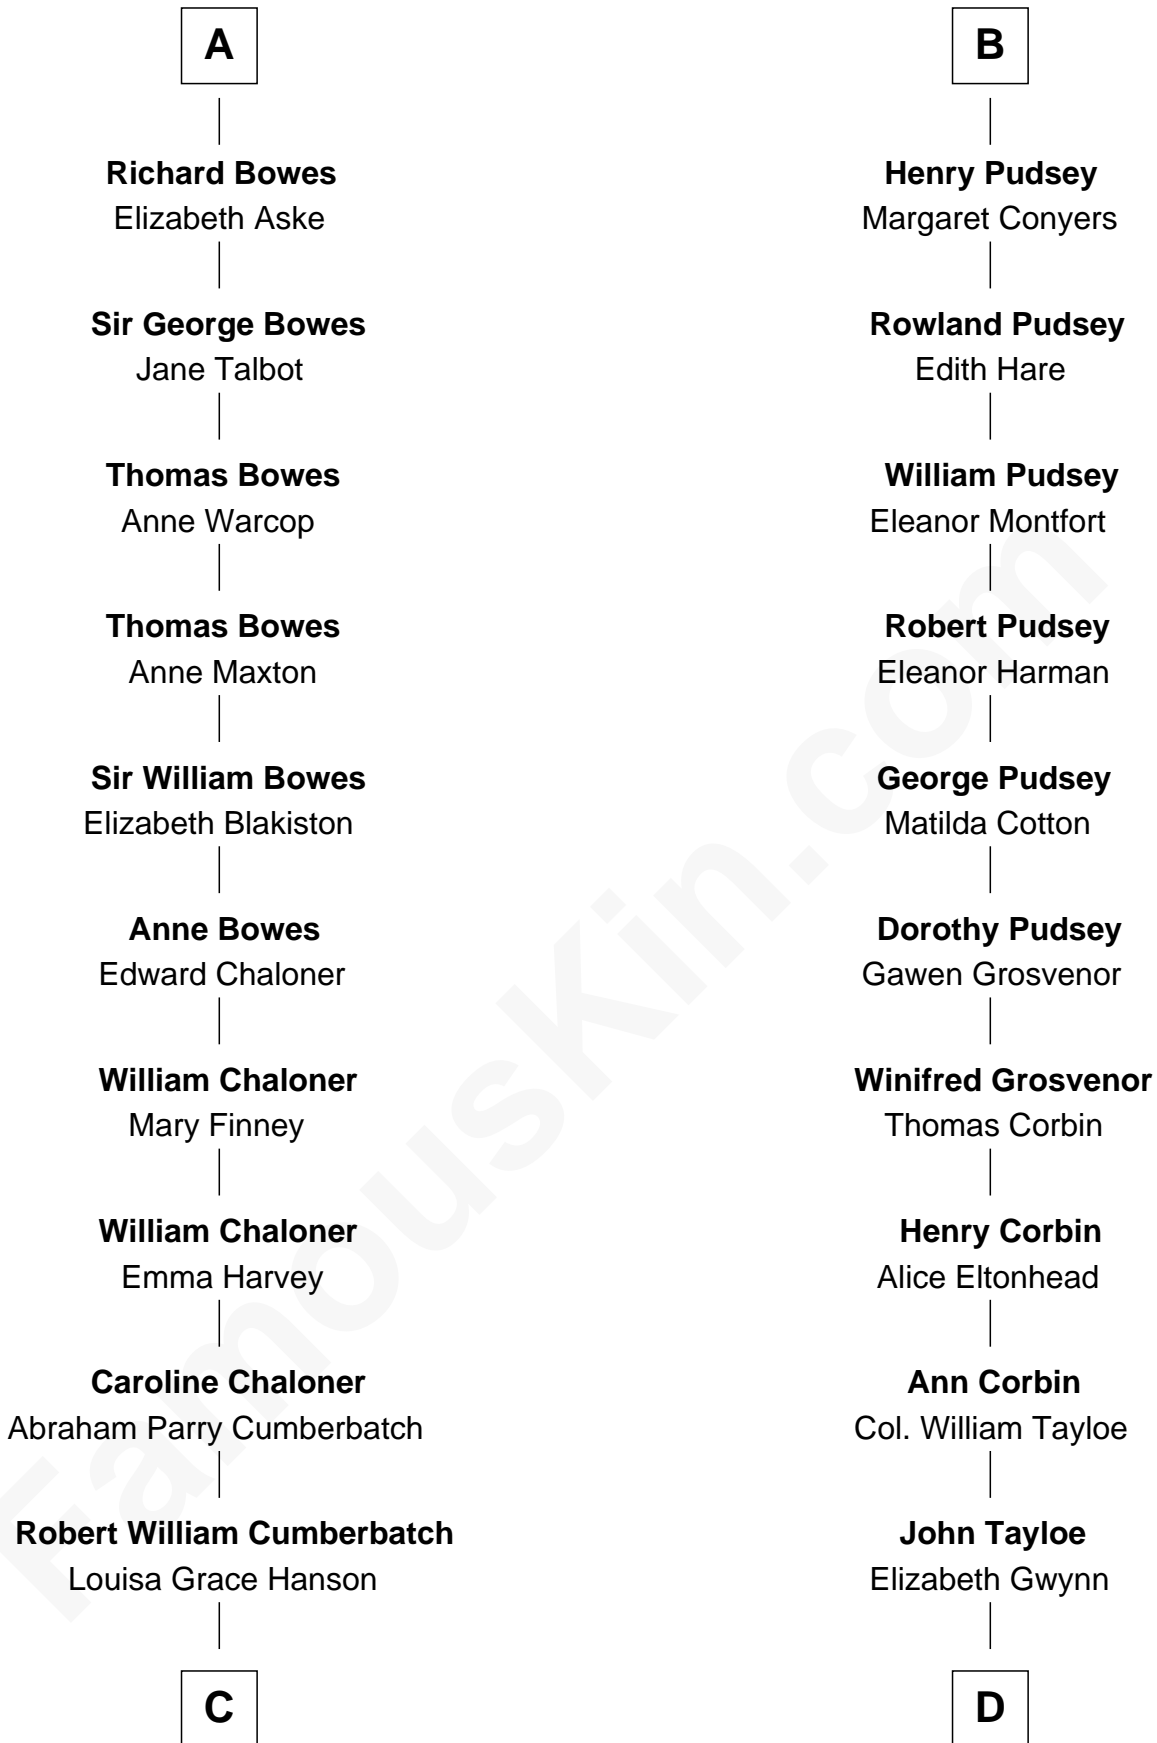 A
Richard Bowes
Elizabeth Aske
Sir George Bowes
Jane Talbot
Thomas Bowes
Anne Warcop
Thomas Bowes
Anne Maxton
Sir William Bowes
Elizabeth Blakiston
Anne Bowes
Edward Chaloner
William Chaloner
Mary Finney
William Chaloner
Emma Harvey
Caroline Chaloner
Abraham Parry Cumberbatch
Robert William Cumberbatch
Louisa Grace Hanson
C
B
Henry Pudsey
Margaret Conyers
Rowland Pudsey
Edith Hare
William Pudsey
Eleanor Montfort
Robert Pudsey
Eleanor Harman
George Pudsey
Matilda Cotton
Dorothy Pudsey
Gawen Grosvenor
Winifred Grosvenor
Thomas Corbin
Henry Corbin
Alice Eltonhead
Ann Corbin
Col. William Tayloe
John Tayloe
Elizabeth Gwynn
D
FamousKin.com